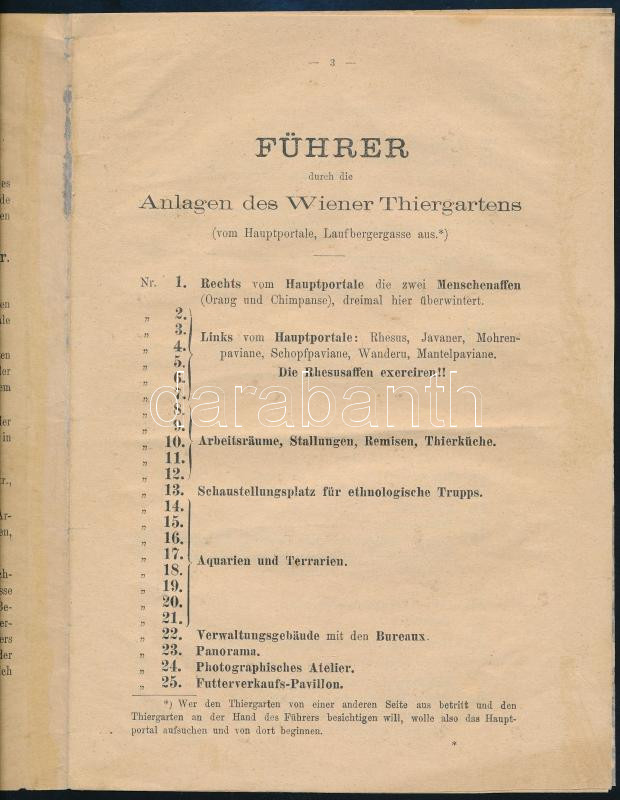 — 3 —
FÜHRER
durch die
Anlagen des Wiener Thiergartens
(vom Hauptportale, Laufbergergasse aus.*)
Nr. 1. Rechts vom Hauptportale die zwei Menschenaffen
(Orang und Chimpanse), dreimal hier überwintert.
„ 2.
„ 3.
„ 4.
„ 5.
„ 6.
„ 7.
Links vom Hauptportale: Rhesus, Javaner, Mohren-
paviane, Schopfpaviane, Wanderu, Mantelpaviane.
Die Rhesusaffen exerciren!!
„ 8.
„ 9.
„ 10. Arbeitsräume, Stallungen, Remisen, Thierküche.
„ 11.
„ 12.
„ 13. Schaustellungsplatz für ethnologische Trupps.
„ 14.
„ 15.
„ 16.
„ 17.
Aquarien und Terrarien.
„ 18.
„ 19.
„ 20.
„ 21.
„ 22. Verwaltungsgebäude mit den Bureaux.
„ 23. Panorama.
„ 24. Photographisches Atelier.
„ 25. Futterverkaufs-Pavillon.
*) Wer den Thiergarten von einer anderen Seite aus betritt und den
Thiergarten an der Hand des Führers besichtigen will, wolle also das Haupt-
portal aufsuchen und von dort beginnen.
*
darabanth